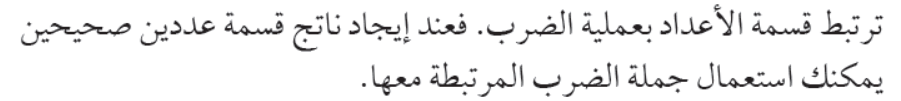 ترتبط قسمة الأعداد بعملية الضرب. فعند إيجاد ناتج قسمة عددين صحيحين
يمكنك استعمال جملة الضرب المرتبطة معها.